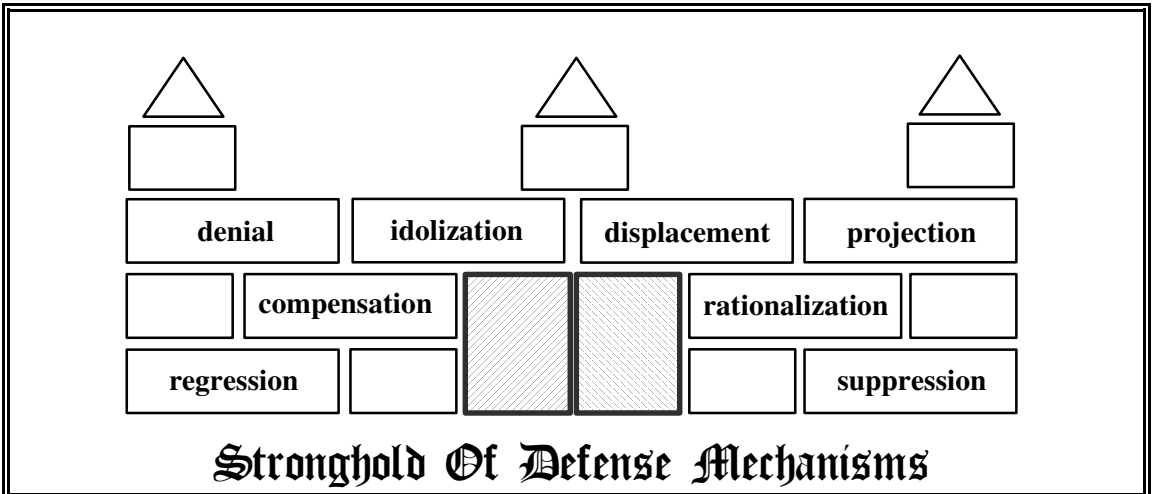 denial idolization displacement projection
compensation rationalization
regression suppression
Stronghold Of Defense Mechanisms